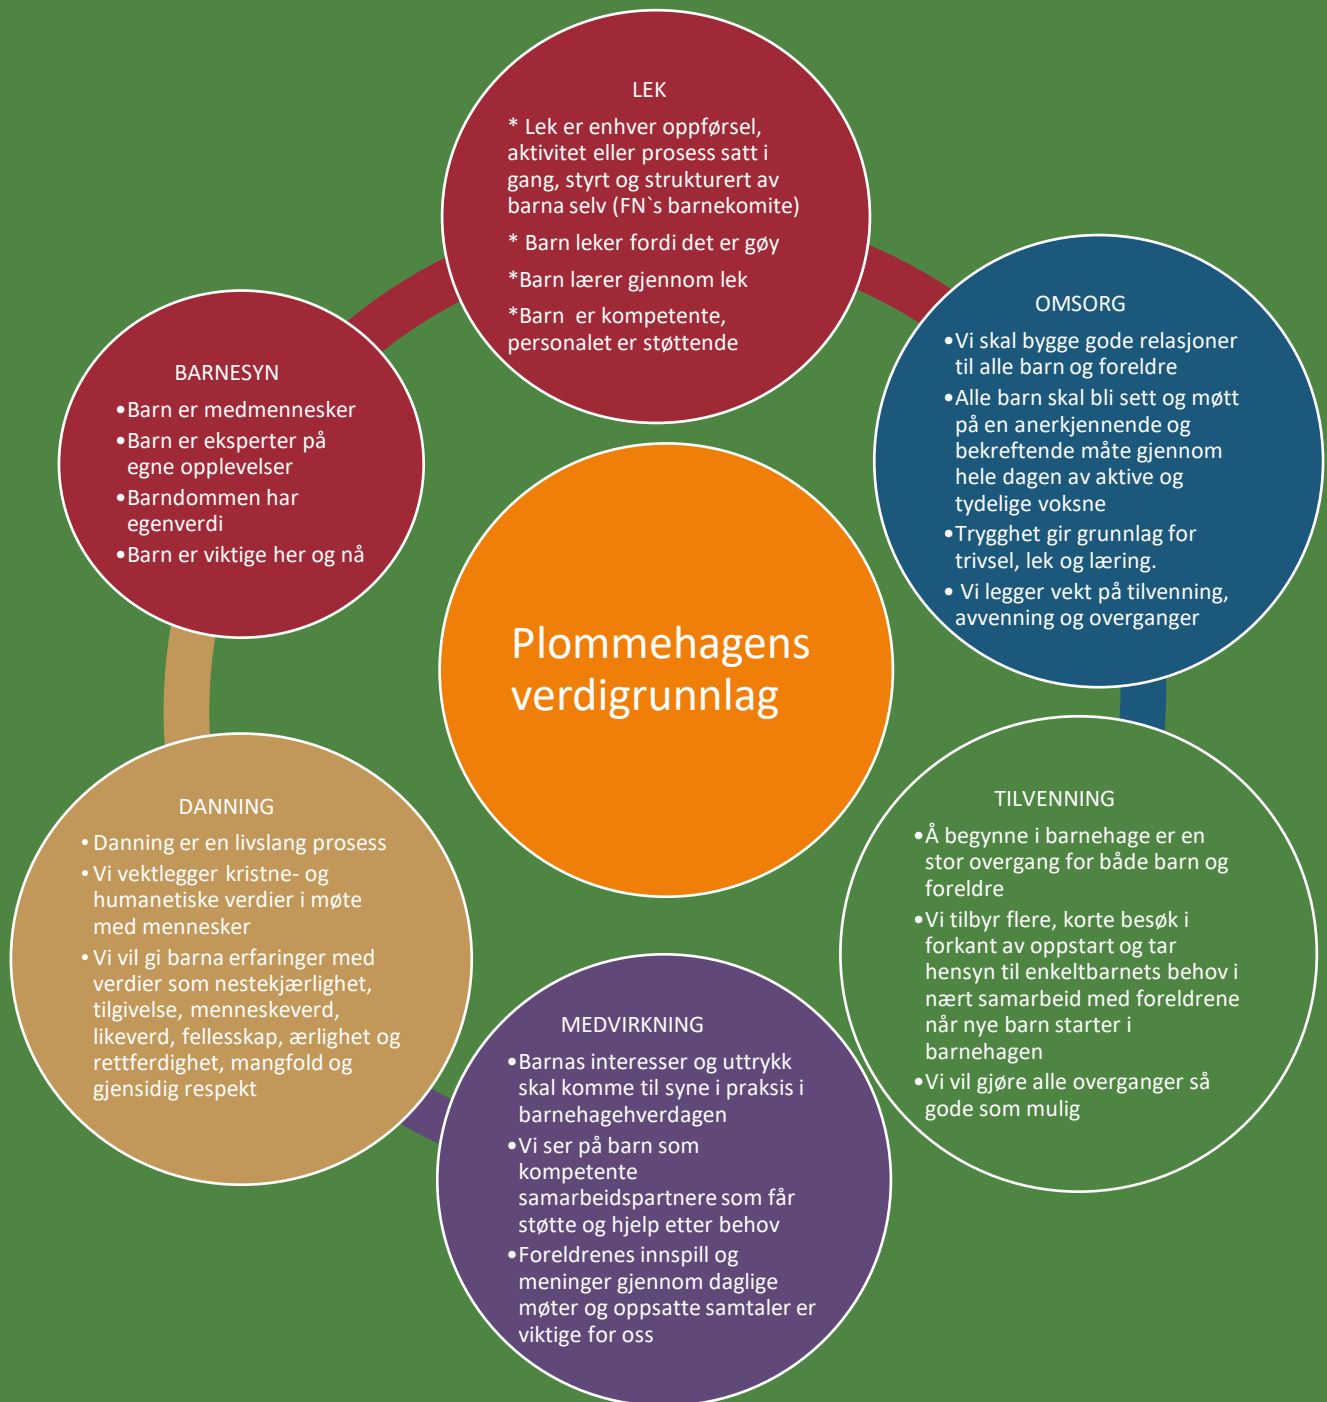 LEK
* Lek er enhver oppførsel,
aktivitet eller prosess satt i
gang, styrt og strukturert av
barna selv (FN`s barnekomite)
* Barn leker fordi det er gøy
*Barn lærer gjennom lek
*Barn  er kompetente,
personalet er støttende
OMSORG
•Vi skal bygge gode relasjoner
til alle barn og foreldre
•Alle barn skal bli sett og møtt
på en anerkjennende og
bekreftende måte gjennom
hele dagen av aktive og
tydelige voksne
•Trygghet gir grunnlag for
trivsel, lek og læring.
• Vi legger vekt på tilvenning,
avvenning og overganger
TILVENNING
•Å begynne i barnehage er en
stor overgang for både barn og
foreldre
•Vi tilbyr flere, korte besøk i
forkant av oppstart og tar
hensyn til enkeltbarnets behov i
nært samarbeid med foreldrene
når nye barn starter i
barnehagen
•Vi vil gjøre alle overganger så
gode som mulig
MEDVIRKNING
•Barnas interesser og uttrykk
skal komme til syne i praksis i
barnehagehverdagen
•Vi ser på barn som
kompetente
samarbeidspartnere som får
støtte og hjelp etter behov
•Foreldrenes innspill og
meninger gjennom daglige
møter og oppsatte samtaler er
viktige for oss
DANNING
• Danning er en livslang prosess
• Vi vektlegger kristne- og
humanetiske verdier i møte
med mennesker
• Vi vil gi barna erfaringer med
verdier som nestekjærlighet,
tilgivelse, menneskeverd,
likeverd, fellesskap, ærlighet og
rettferdighet, mangfold og
gjensidig respekt
BARNESYN
•Barn er medmennesker
•Barn er eksperter på
egne opplevelser
•Barndommen har
egenverdi
•Barn er viktige her og nå
Plommehagens
verdigrunnlag